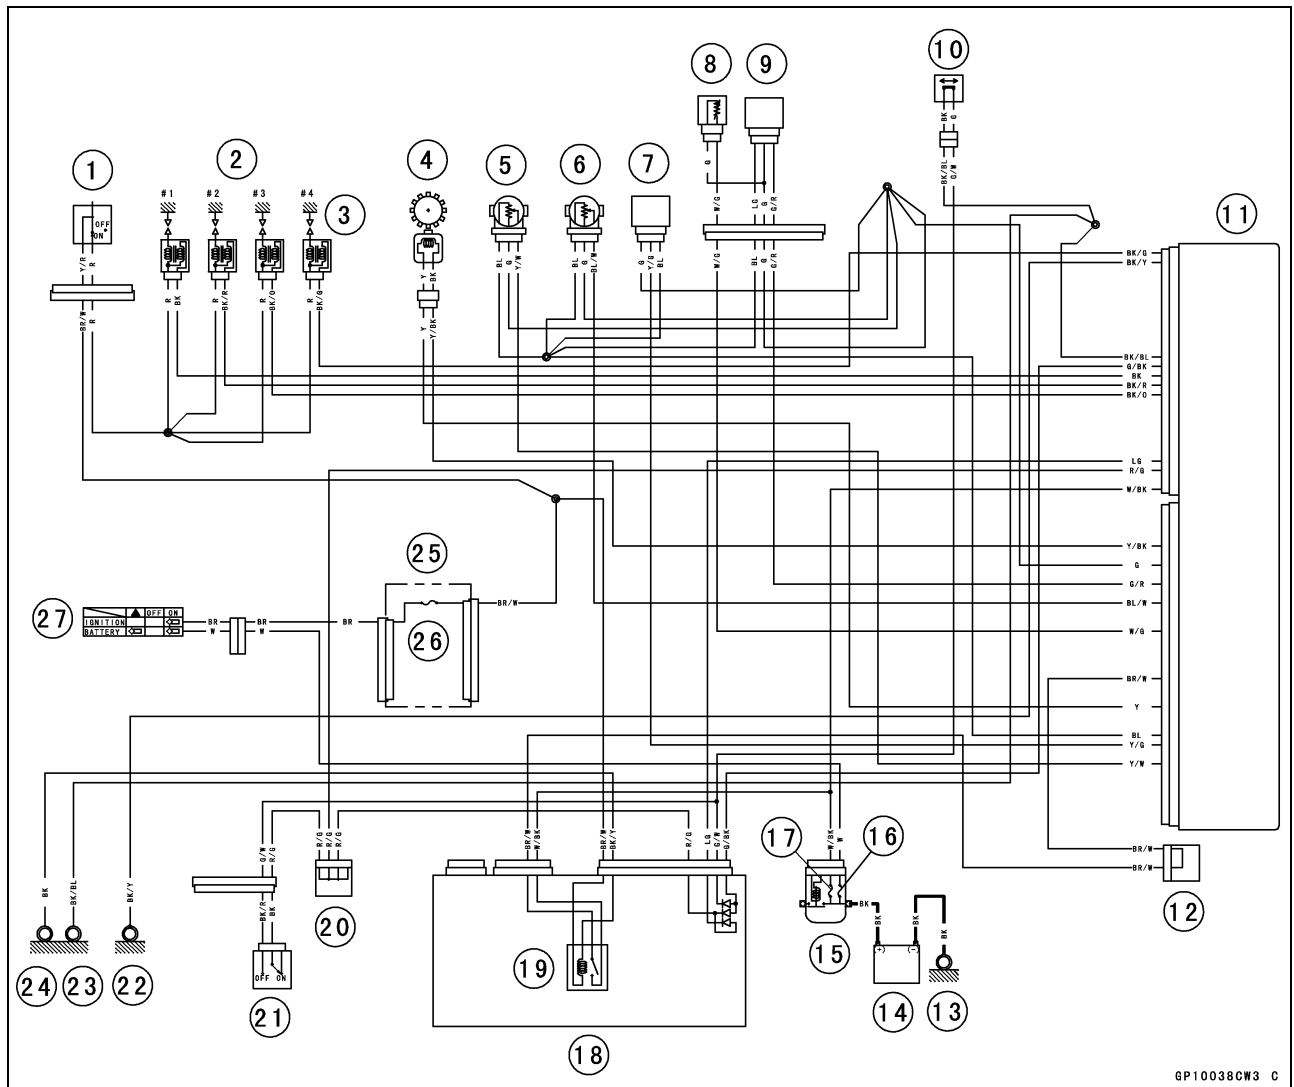 1
2
3
4
5
6
7
8
9
10
11
#1
#2
#3
#4
OFF
ON
Y/R
R
BR/W
R
R
BK
R
BK/R
R
BK/O
R
BK/G
Y
BK
Y
Y/BK
BL
G
Y/W
BL
G
BL/W
G
Y/G
BL
G
W/G
LG
G
G/R
W/G
BL
G
G/R
BK
G
BK/BL
G/W
BK/G
BK/Y
BK/BL
G/BK
BK
BK/R
BK/O
LG
R/G
W/BK
Y/BK
G
G/R
BL/W
W/G
BR/W
Y
BL
Y/G
Y/W
25
26
27
OFF ON
IGNITION
BATTERY
BR
W
BR
W
BR
BR/W
BR/W
BR/W
12
G/W
R/G
BK/R
BK
OFF ON
21
R/G
R/G
R/G
20
BR/W
W/BK
BR/W
BK/Y
R/G
LG
G/W
G/BK
19
18
17
16
W/BK
W
BK
15
BK
(+)
(-)
14
BK
13
BK
BK/BL
BK/Y
24
23
22
GP10038CW3 C